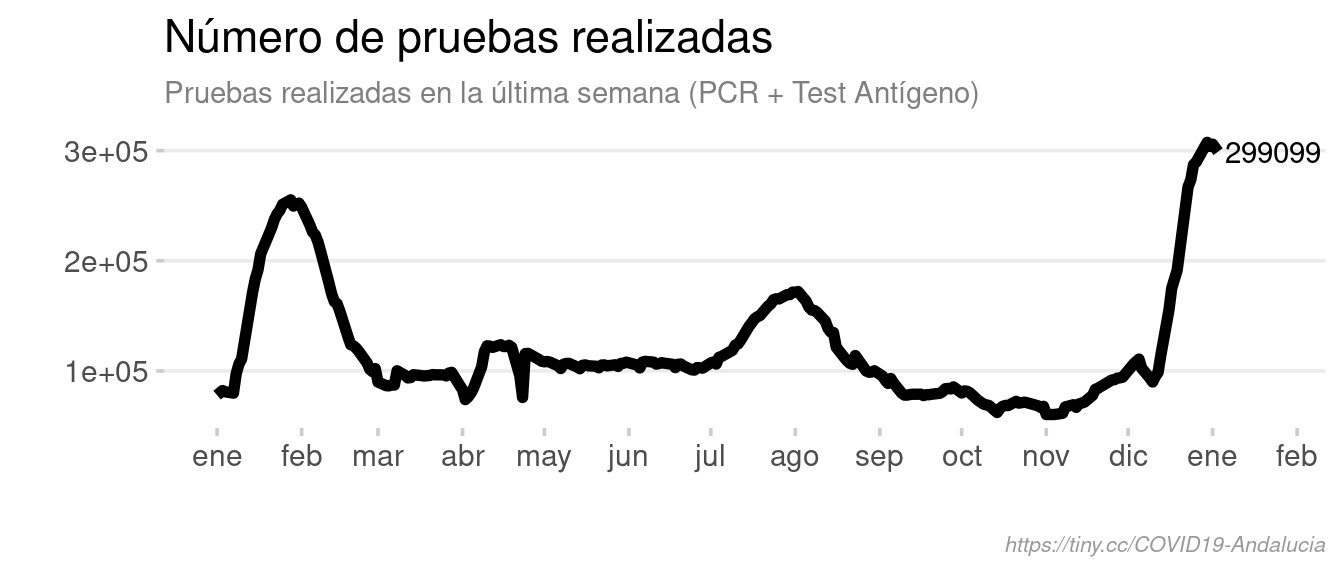 Número de pruebas realizadas
Pruebas realizadas en la última semana (PCR + Test Antígeno)
3e+05
299099
2e+05
1e+05
ene feb mar abr may jun jul ago sep oct nov dic ene feb
https://tiny.cc/COVID19-Andalucia